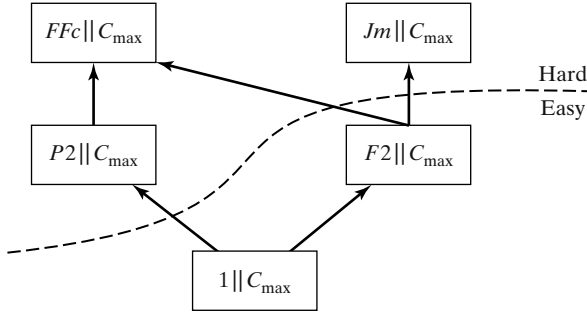 FFc || Cmax
Jm || Cmax
Hard
Easy
P2 || Cmax
F2 || Cmax
1 || Cmax